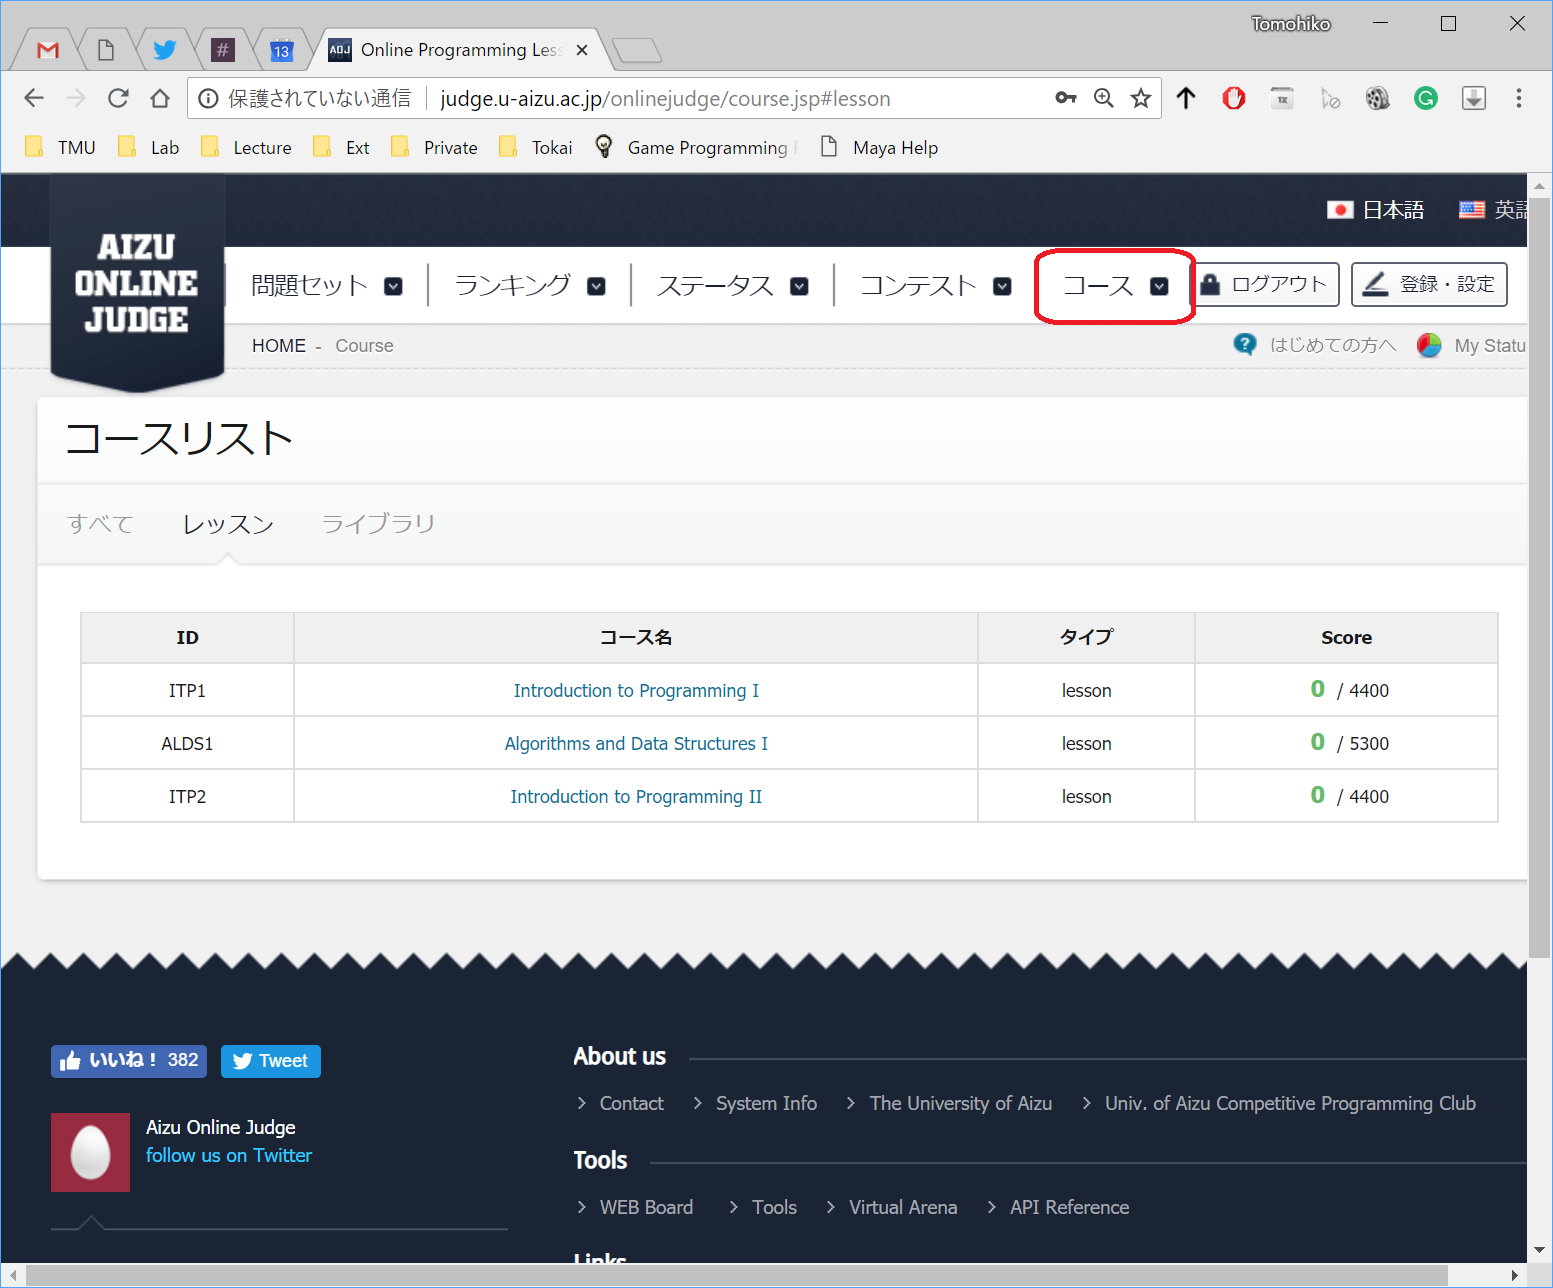 Tomohiko
13
AOJ Online Programming Les
保護されていない通信 judge.u-aizu.ac.jp/onlinejudge/course.jsp#lesson
TMU Lab Lecture Ext Private Tokai Game Programming Maya Help
日本語 英語
AIZU
ONLINE
JUDGE
問題セット ランキング ステータス コンテスト コース ログアウト 登録・設定
HOME - Course はじめての方へ My Statu
コースリスト
すべて レッスン ライブラリ
ID コース名 タイプ Score
ITP1 Introduction to Programming I lesson 0 / 4400
ALDS1 Algorithms and Data Structures I lesson 0 / 5300
ITP2 Introduction to Programming II lesson 0 / 4400
いいね！ 382 Tweet
About us
Contact System Info The University of Aizu Univ. of Aizu Competitive Programming Club
Aizu Online Judge
follow us on Twitter
Tools
WEB Board Tools Virtual Arena API Reference
Links